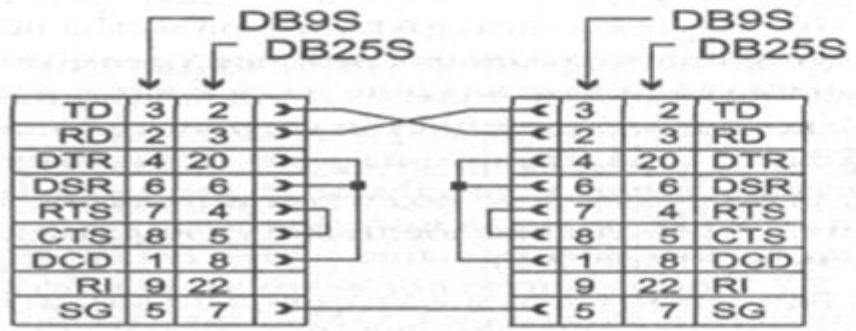 DB9S DB9S
DB25S DB25S
TD 3 2 > < 3 2 TD
RD 2 3 > < 2 3 RD
DTR 4 20 > < 4 20 DTR
DSR 6 6 > < 6 6 DSR
RTS 7 4 > < 7 4 RTS
CTS 8 5 > < 8 5 CTS
DCD 1 8 > < 1 8 DCD
RI 9 22 > < 9 22 RI
SG 5 7 > < 5 7 SG